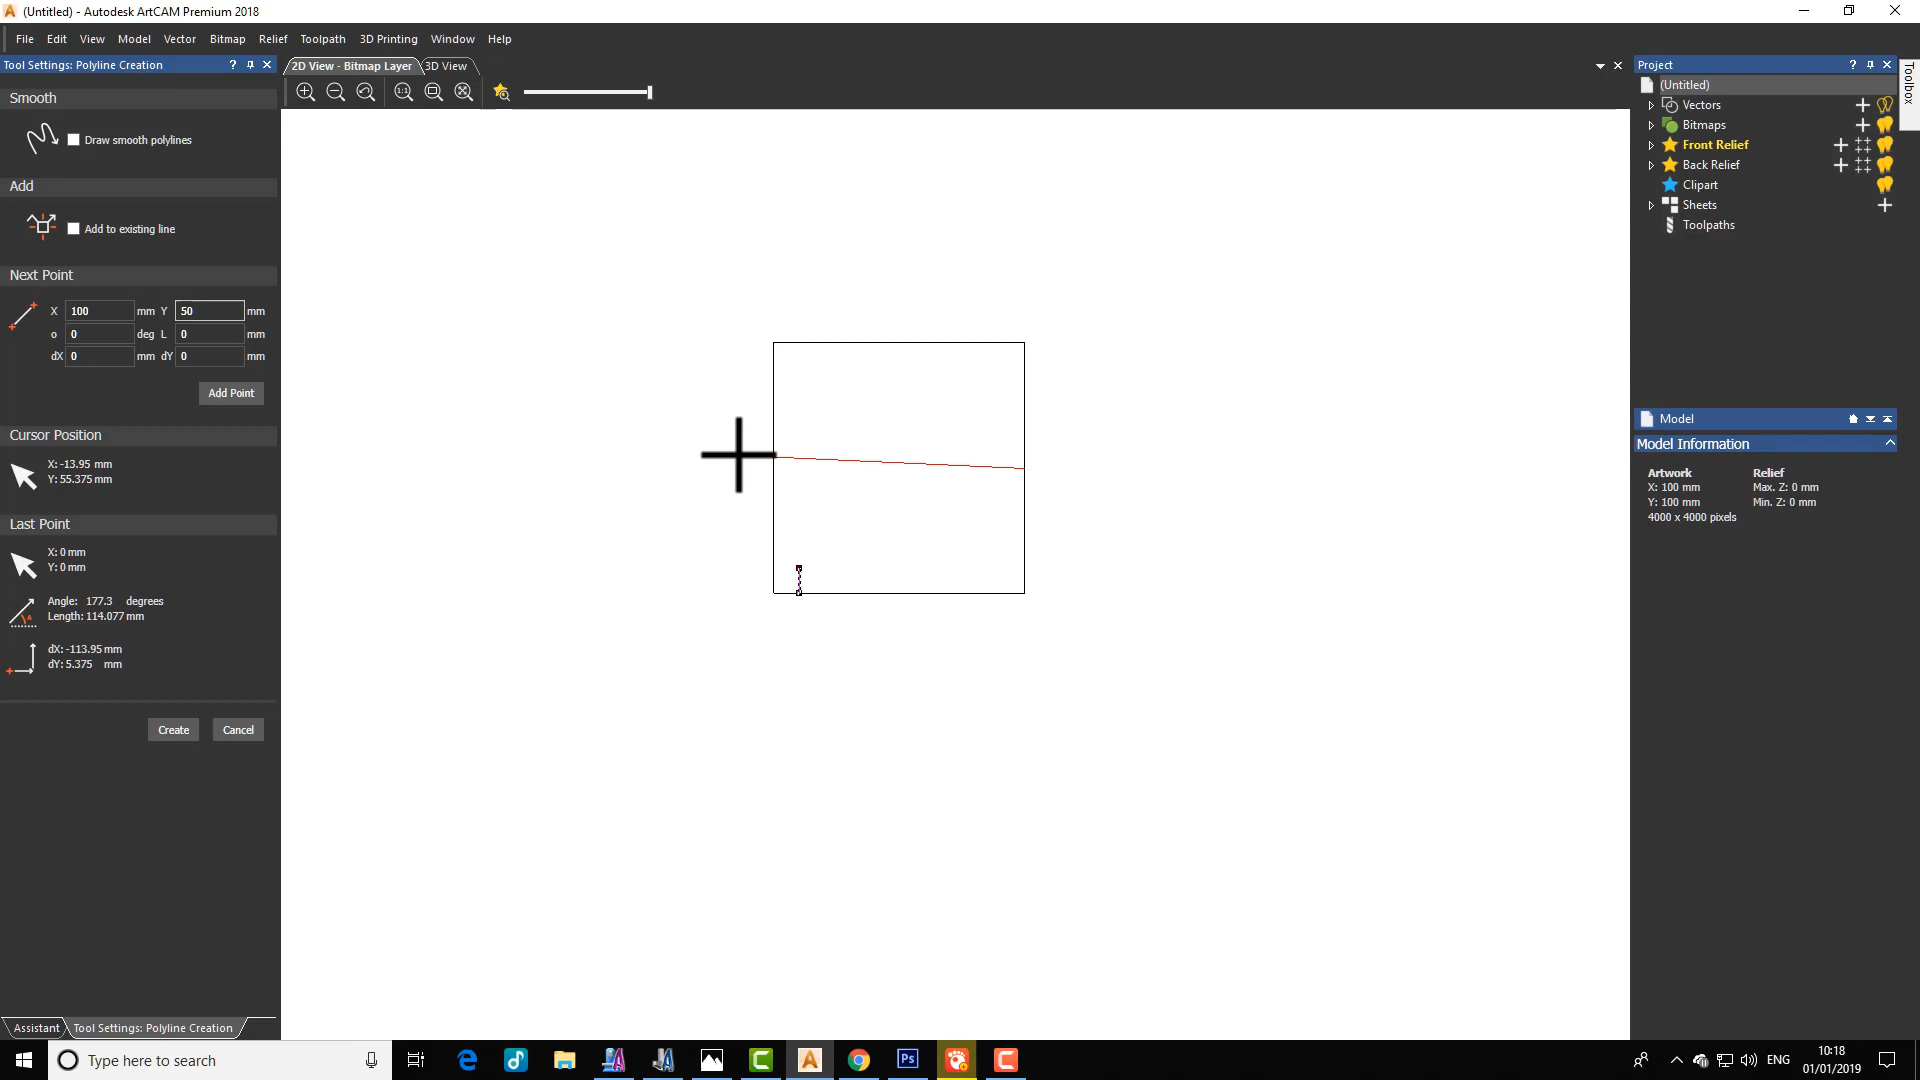 (Untitled) - Autodesk ArtCAM Premium 2018
File Edit View Model Vector Bitmap Relief Toolpath 3D Printing Window Help
Tool Settings: Polyline Creation ?
2D View - Bitmap Layer 3D View
Project ?
Toolbox
Smooth
Draw smooth polylines
Add
Add to existing line
Next Point
X 100 mm Y 50 mm
o 0 deg L 0 mm
dX 0 mm dY 0 mm
Add Point
Cursor Position
X: -13.95 mm
Y: 55.375 mm
Last Point
X: 0 mm
Y: 0 mm
Angle: 177.3 degrees
Length: 114.077 mm
dX: -113.95 mm
dY: 5.375 mm
Create Cancel
Assistant Tool Settings: Polyline Creation
1:1
(Untitled)
Vectors
Bitmaps
Front Relief
Back Relief
Clipart
Sheets
Toolpaths
Model
Model Information
Artwork Relief
X: 100 mm Max. Z: 0 mm
Y: 100 mm Min. Z: 0 mm
4000 x 4000 pixels
Type here to search
Ps
ENG
10:18
01/01/2019